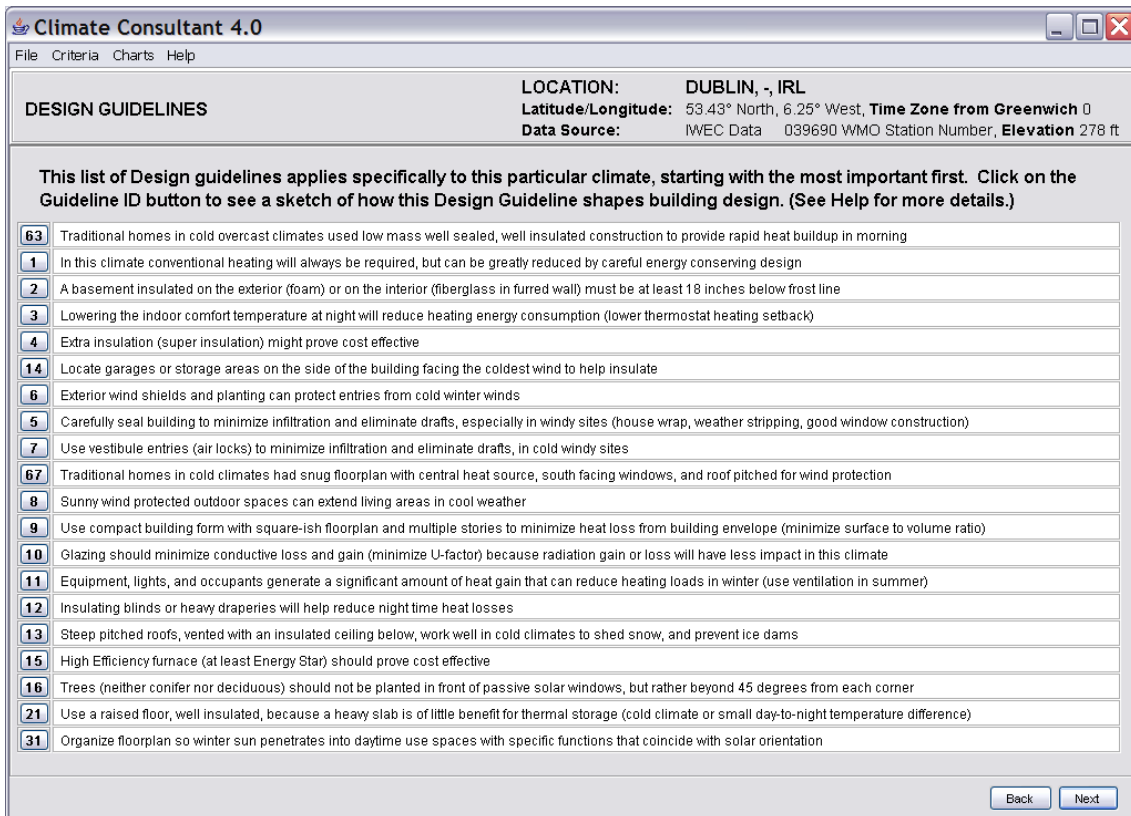 Climate Consultant 4.0
File Criteria Charts Help
DESIGN GUIDELINES
LOCATION: DUBLIN, -, IRL
Latitude/Longitude: 53.43° North, 6.25° West, Time Zone from Greenwich 0
Data Source: IWEC Data 039690 WMO Station Number, Elevation 278 ft
This list of Design guidelines applies specifically to this particular climate, starting with the most important first. Click on the
Guideline ID button to see a sketch of how this Design Guideline shapes building design. (See Help for more details.)
63 Traditional homes in cold overcast climates used low mass well sealed, well insulated construction to provide rapid heat buildup in morning
1 In this climate conventional heating will always be required, but can be greatly reduced by careful energy conserving design
2 A basement insulated on the exterior (foam) or on the interior (fiberglass in furred wall) must be at least 18 inches below frost line
3 Lowering the indoor comfort temperature at night will reduce heating energy consumption (lower thermostat heating setback)
4 Extra insulation (super insulation) might prove cost effective
14 Locate garages or storage areas on the side of the building facing the coldest wind to help insulate
6 Exterior wind shields and planting can protect entries from cold winter winds
5 Carefully seal building to minimize infiltration and eliminate drafts, especially in windy sites (house wrap, weather stripping, good window construction)
7 Use vestibule entries (air locks) to minimize infiltration and eliminate drafts, in cold windy sites
67 Traditional homes in cold climates had snug floorplan with central heat source, south facing windows, and roof pitched for wind protection
8 Sunny wind protected outdoor spaces can extend living areas in cool weather
9 Use compact building form with square-ish floorplan and multiple stories to minimize heat loss from building envelope (minimize surface to volume ratio)
10 Glazing should minimize conductive loss and gain (minimize U-factor) because radiation gain or loss will have less impact in this climate
11 Equipment, lights, and occupants generate a significant amount of heat gain that can reduce heating loads in winter (use ventilation in summer)
12 Insulating blinds or heavy draperies will help reduce night time heat losses
13 Steep pitched roofs, vented with an insulated ceiling below, work well in cold climates to shed snow, and prevent ice dams
15 High Efficiency furnace (at least Energy Star) should prove cost effective
16 Trees (neither conifer nor deciduous) should not be planted in front of passive solar windows, but rather beyond 45 degrees from each corner
21 Use a raised floor, well insulated, because a heavy slab is of little benefit for thermal storage (cold climate or small day-to-night temperature difference)
31 Organize floorplan so winter sun penetrates into daytime use spaces with specific functions that coincide with solar orientation
Back Next